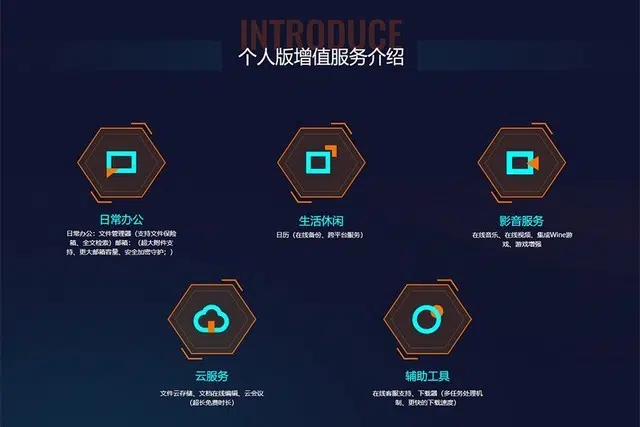 INTRODUCE
个人版增值服务介绍
日常办公
日常办公：文件管理器（支持文件保险
箱、全文检索）邮箱：（超大附件支
持、更大邮箱容量、安全加密守护；）
生活休闲
日历（在线备份、跨平台服务）
影音服务
在线音乐、在线视频、集成Wine游
戏、游戏增强
云服务
文件云存储、文档在线编辑、云会议
（超长免费时长）
辅助工具
在线客服支持、下载器（多任务处理机
制、更快的下载速度）